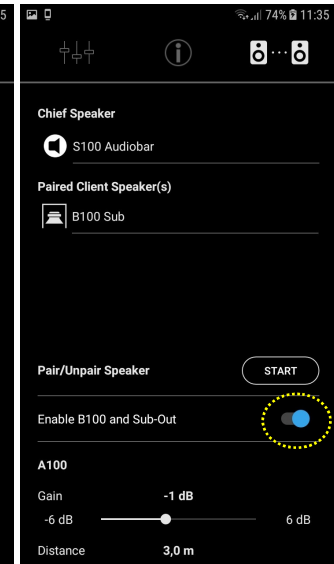 5
74% 11:35
Chief Speaker
S100 Audiobar
Paired Client Speaker(s)
B100 Sub
Pair/Unpair Speaker
START
Enable B100 and Sub-Out
A100
Gain -1 dB
-6 dB 6 dB
Distance 3,0 m